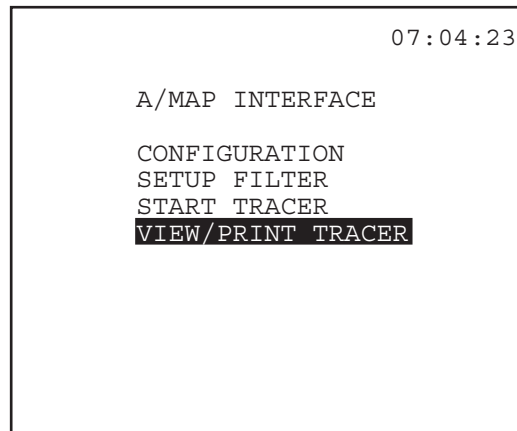 07:04:23
A/MAP INTERFACE
CONFIGURATION
SETUP FILTER
START TRACER
VIEW/PRINT TRACER